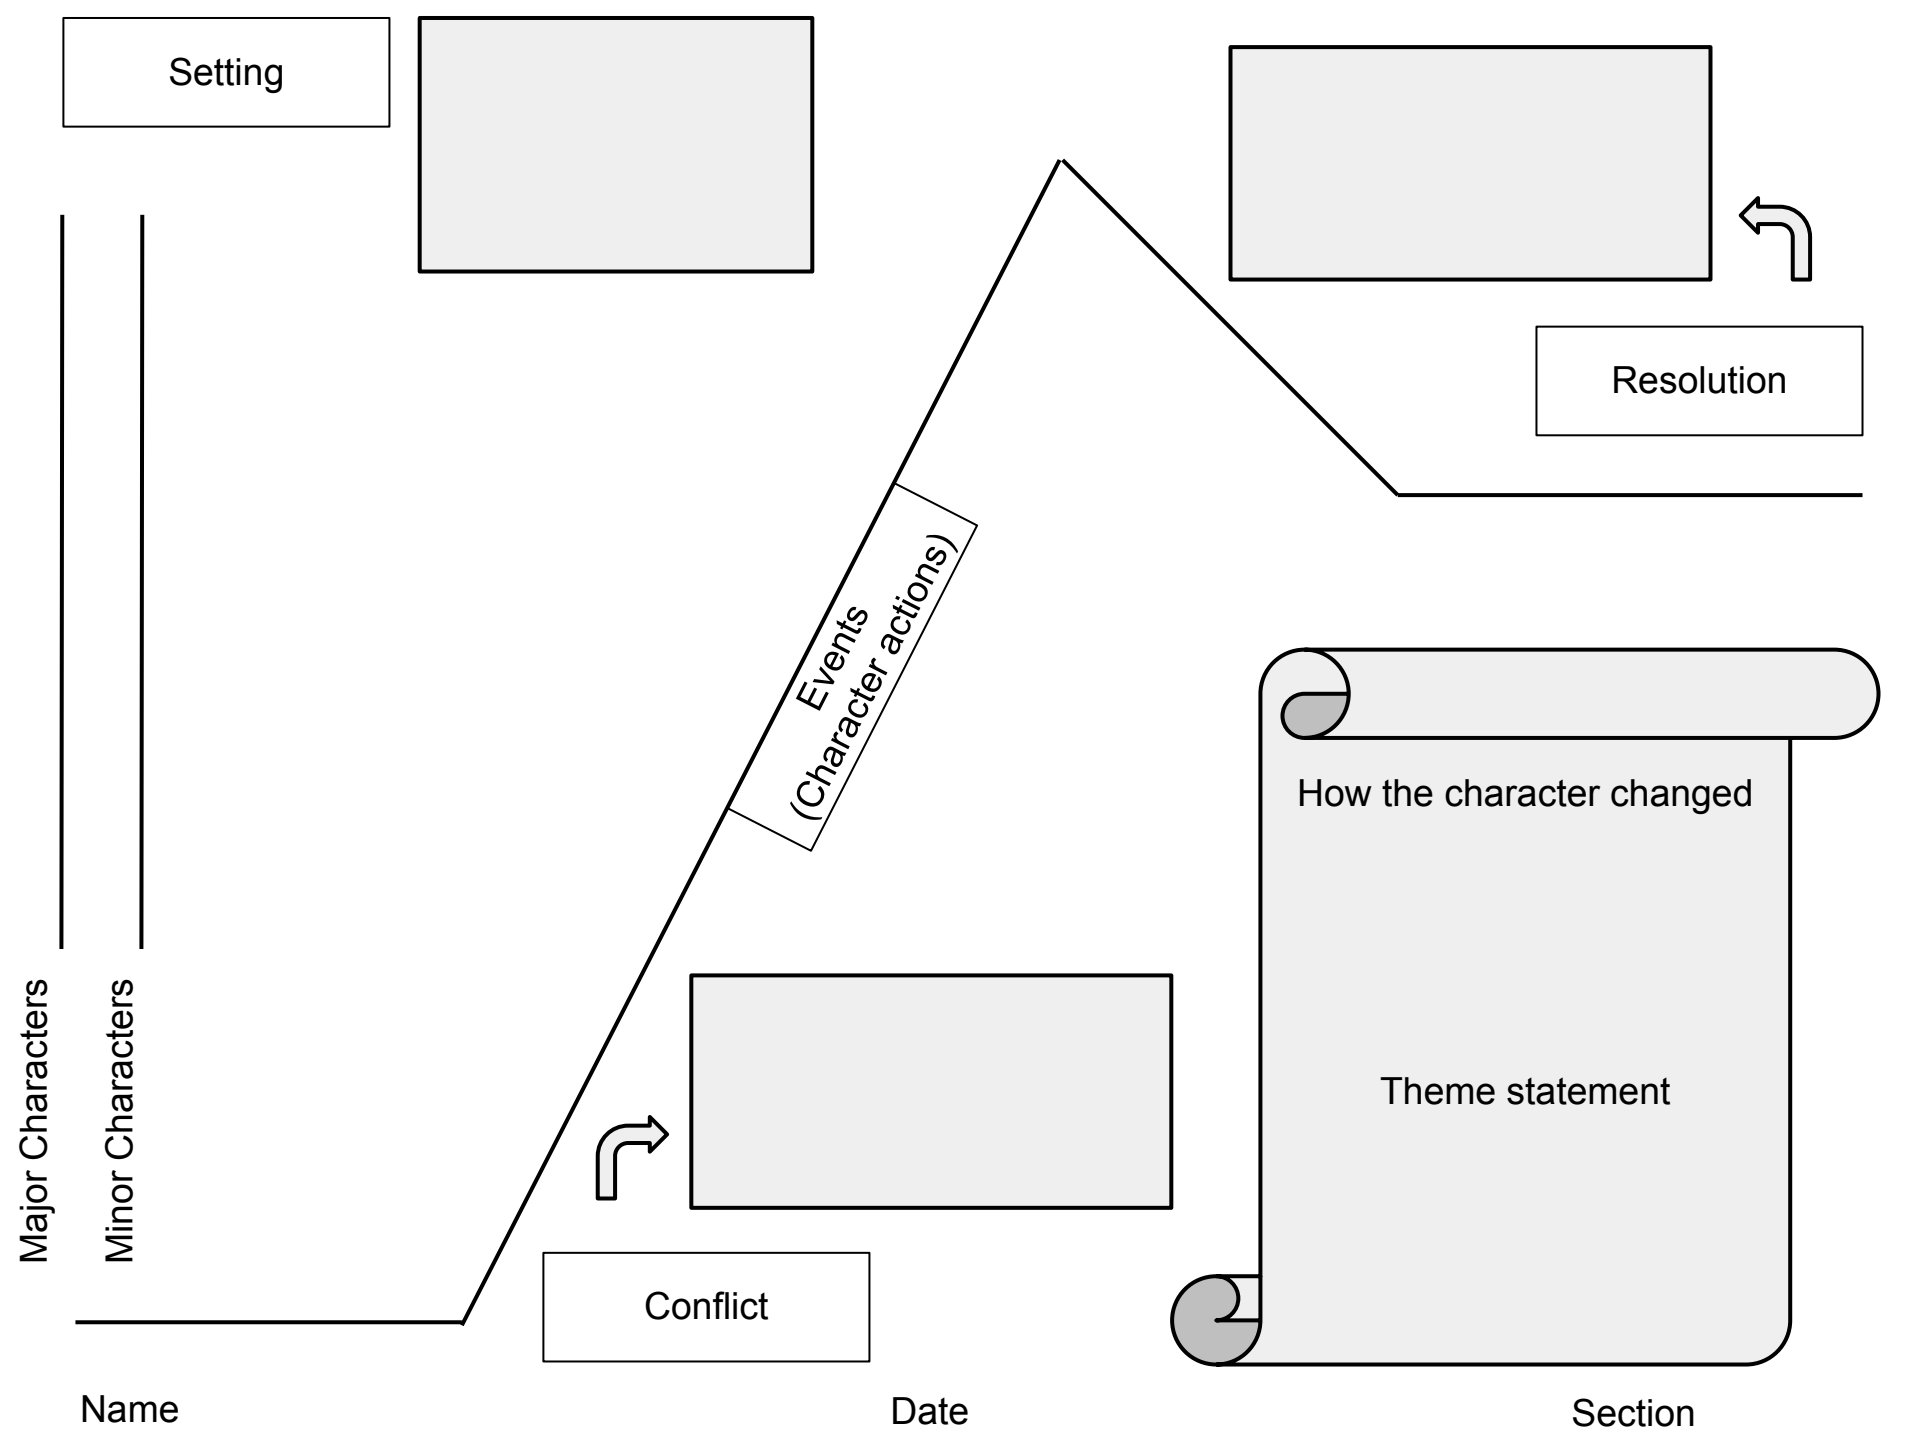 Setting
Resolution
Events
(Character actions)
How the character changed
Theme statement
Major Characters
Minor Characters
Conflict
Name
Date
Section